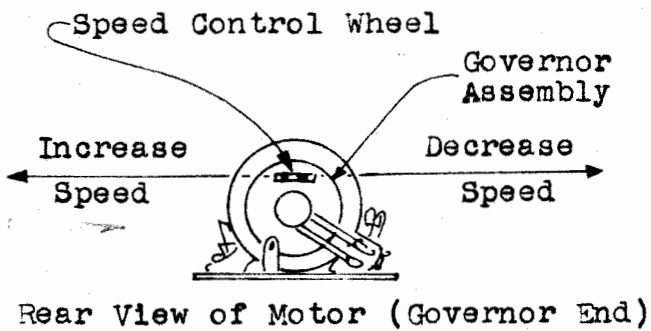 Speed Control Wheel
Governor
Assembly
Increase
Speed
Decrease
Speed
Rear View of Motor (Governor End)